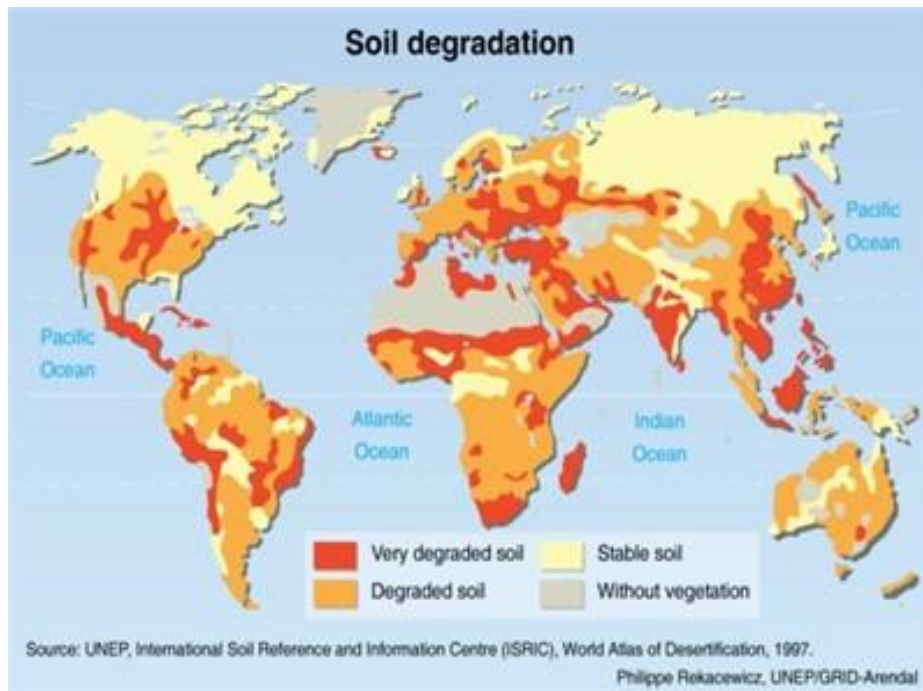 Soil degradation
Pacific
Ocean
Pacific
Ocean
Atlantic
Ocean
Indian
Ocean
Very degraded soil
Stable soil
Degraded soil
Without vegetation
Source: UNEP, International Soil Reference and Information Centre (ISRIC), World Atlas of Desertification, 1997.
Philippe Rekacewicz, UNEP/GRID-Arendal